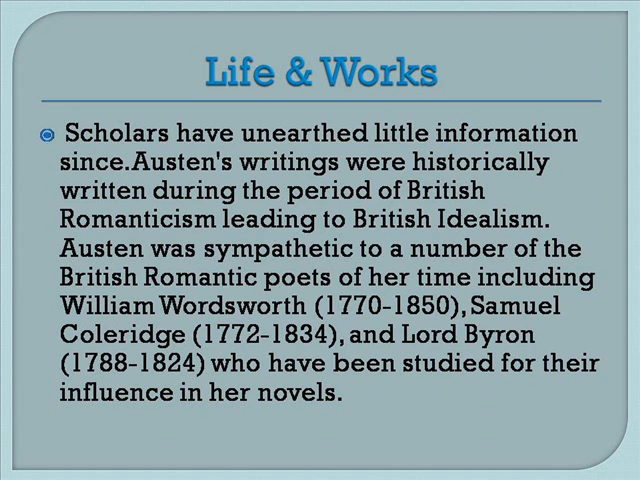 Life & Works
Scholars have unearthed little information
since.Austen's writings were historically
written during the period of British
Romanticism leading to British Idealism.
Austen was sympathetic to a number of the
British Romantic poets of her time including
William Wordsworth (1770-1850), Samuel
Coleridge (1772-1834), and Lord Byron
(1788-1824) who have been studied for their
influence in her novels.